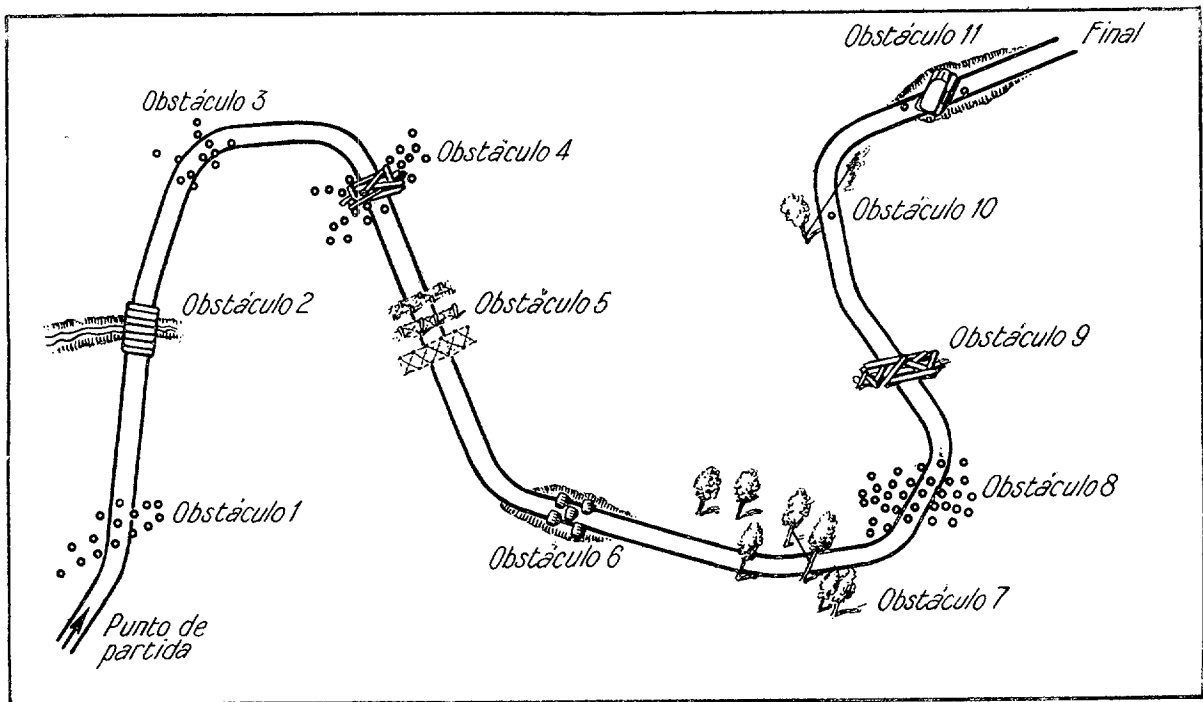 Obstáculo 11
Final
Obstáculo 3
Obstáculo 4
Obstáculo 10
Obstáculo 2
Obstáculo 5
Obstáculo 9
Obstáculo 1
Obstáculo 8
Obstáculo 6
Obstáculo 7
Punto de
partida